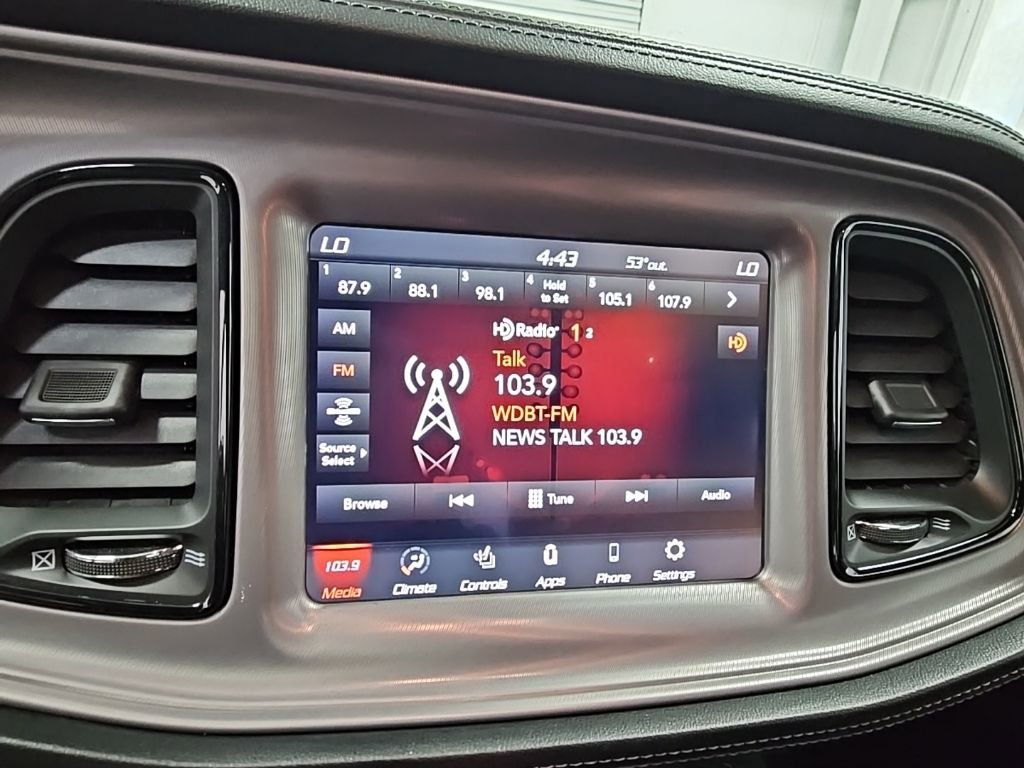 LO 4:43 53°out. LO
1 87.9 2 88.1 3 98.1 4 Hold to Set 5 105.1 6 107.9
AM
FM
Source
Select
HD Radio 1 2
HD
Talk
103.9
WDBT-FM
NEWS TALK 103.9
Browse Tune Audio
103.9
Media Climate Controls Apps Phone Settings